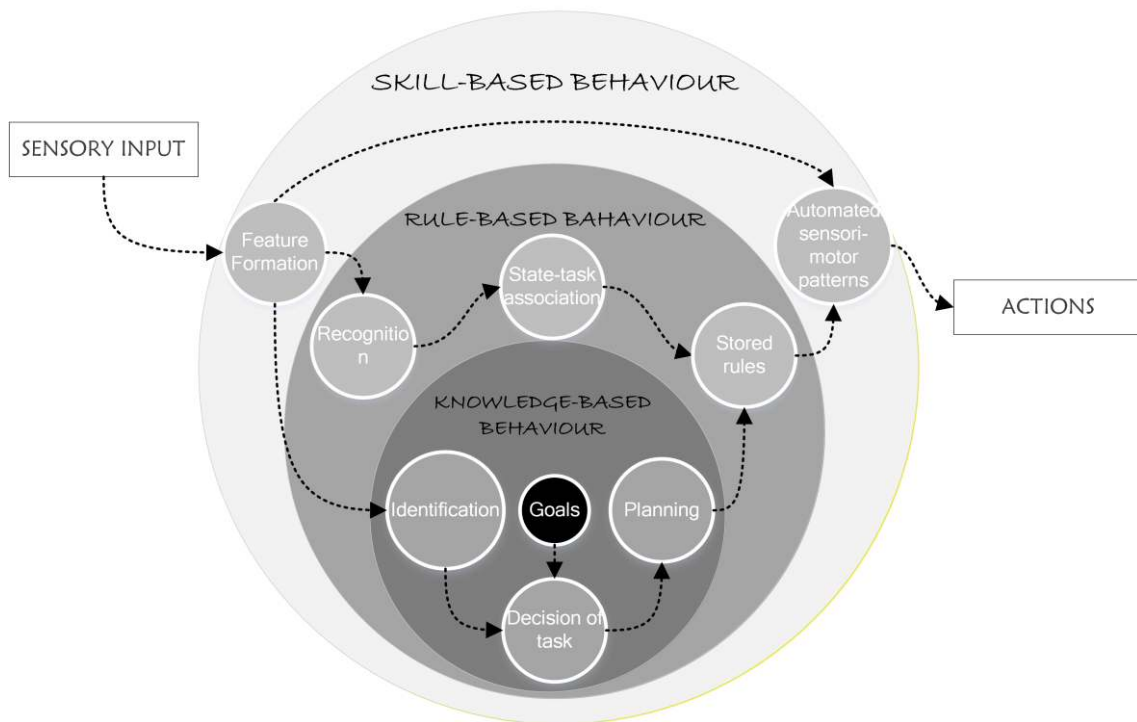 SKILL-BASED BEHAVIOUR
SENSORY INPUT
RULE-BASED BAHAVIOUR
Automated
sensori-
motor
patterns
Feature
Formation
State-task
association
ACTIONS
Recognitio
n
Stored
rules
KNOWLEDGE-BASED
BEHAVIOUR
Identification
Goals
Planning
Decision of
task